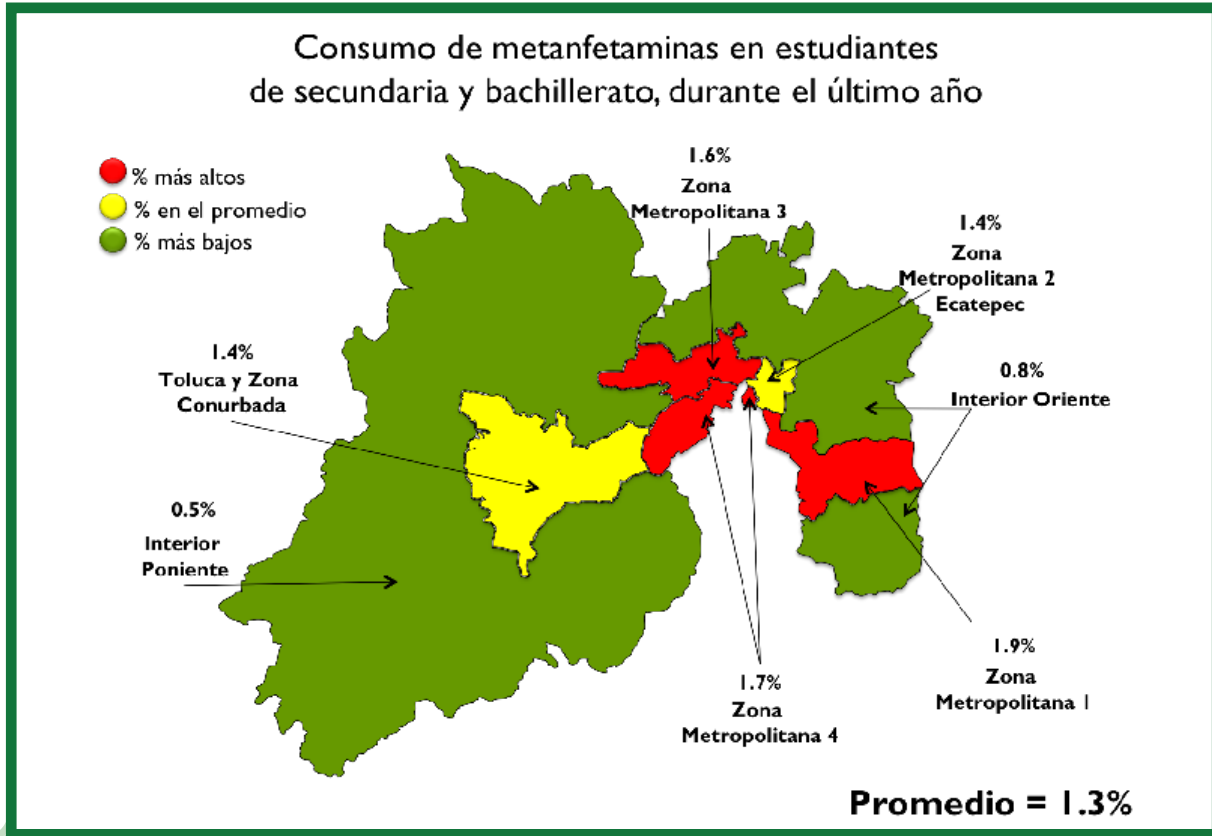 Consumo de metanfetaminas en estudiantes
de secundaria y bachillerato, durante el último año
% más altos
% en el promedio
% más bajos
1.6%
Zona
Metropolitana 3
1.4%
Zona
Metropolitana 2
Ecatepec
1.4%
Toluca y Zona
Conurbada
0.8%
Interior Oriente
0.5%
Interior
Poniente
1.9%
Zona
Metropolitana 1
1.7%
Zona
Metropolitana 4
Promedio = 1.3%